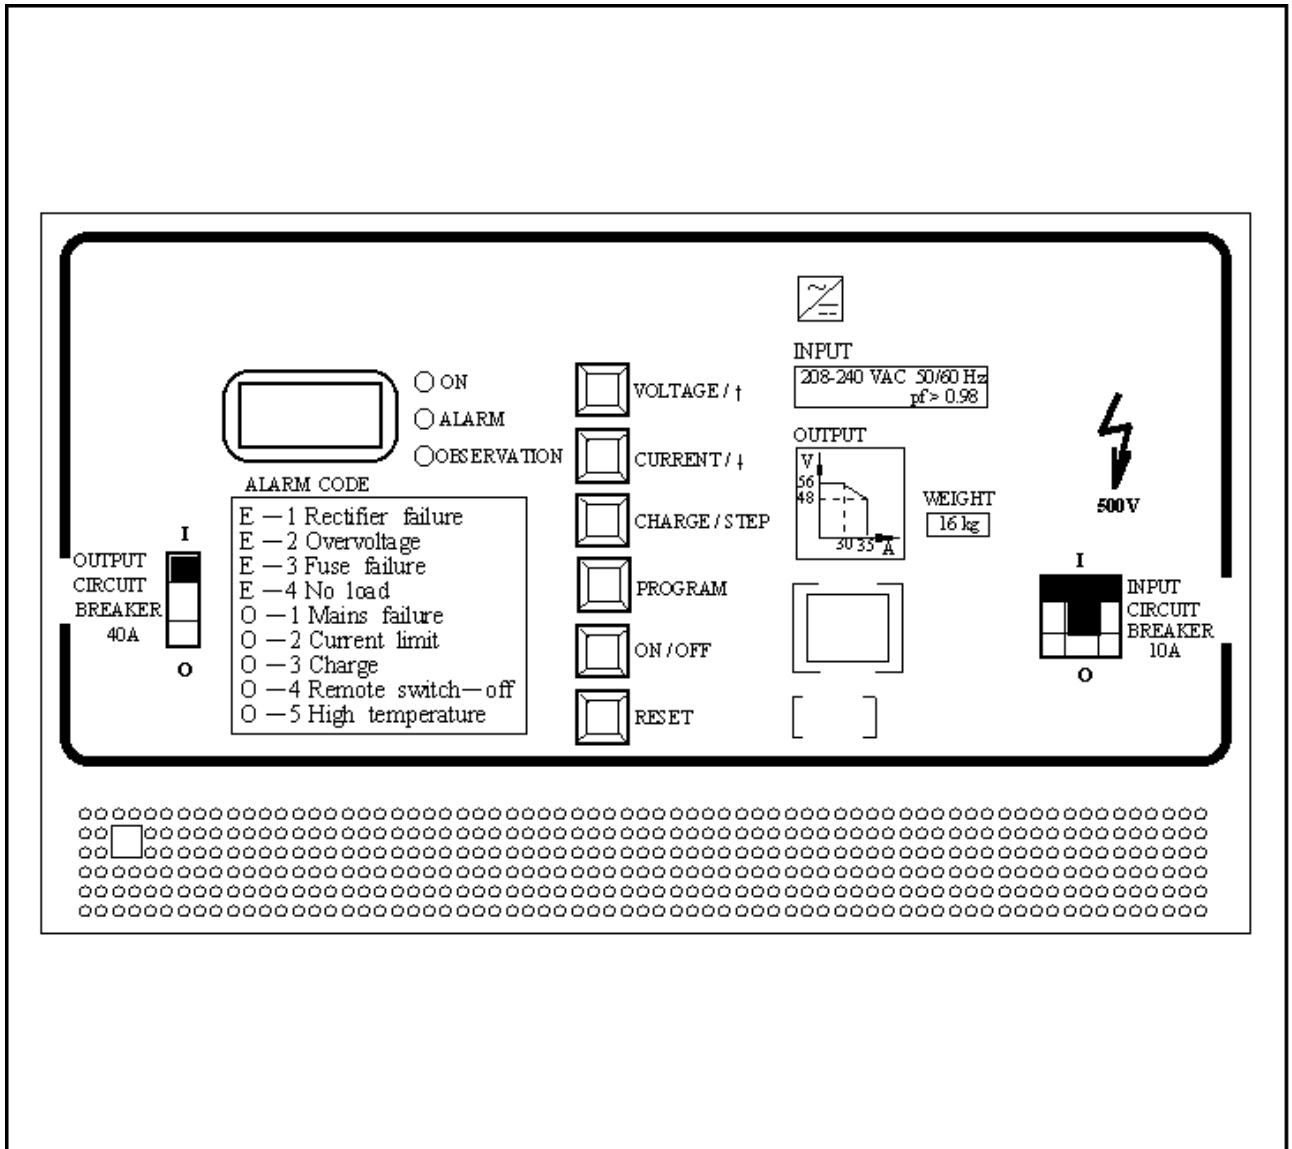 INPUT
208-240 VAC 50/60 Hz
pf > 0.98
ON
ALARM
OBSERVATION
VOLTAGE / ↑
CURRENT / ↓
CHARGE / STEP
PROGRAM
ON / OFF
RESET
OUTPUT
V
56
48
30 35 A
WEIGHT
16 kg
500 V
ALARM CODE
E — 1 Rectifier failure
E — 2 Overvoltage
E — 3 Fuse failure
E — 4 No load
O — 1 Mains failure
O — 2 Current limit
O — 3 Charge
O — 4 Remote switch—off
O — 5 High temperature
I
OUTPUT
CIRCUIT
BREAKER
40A
O
I
INPUT
CIRCUIT
BREAKER
10A
O